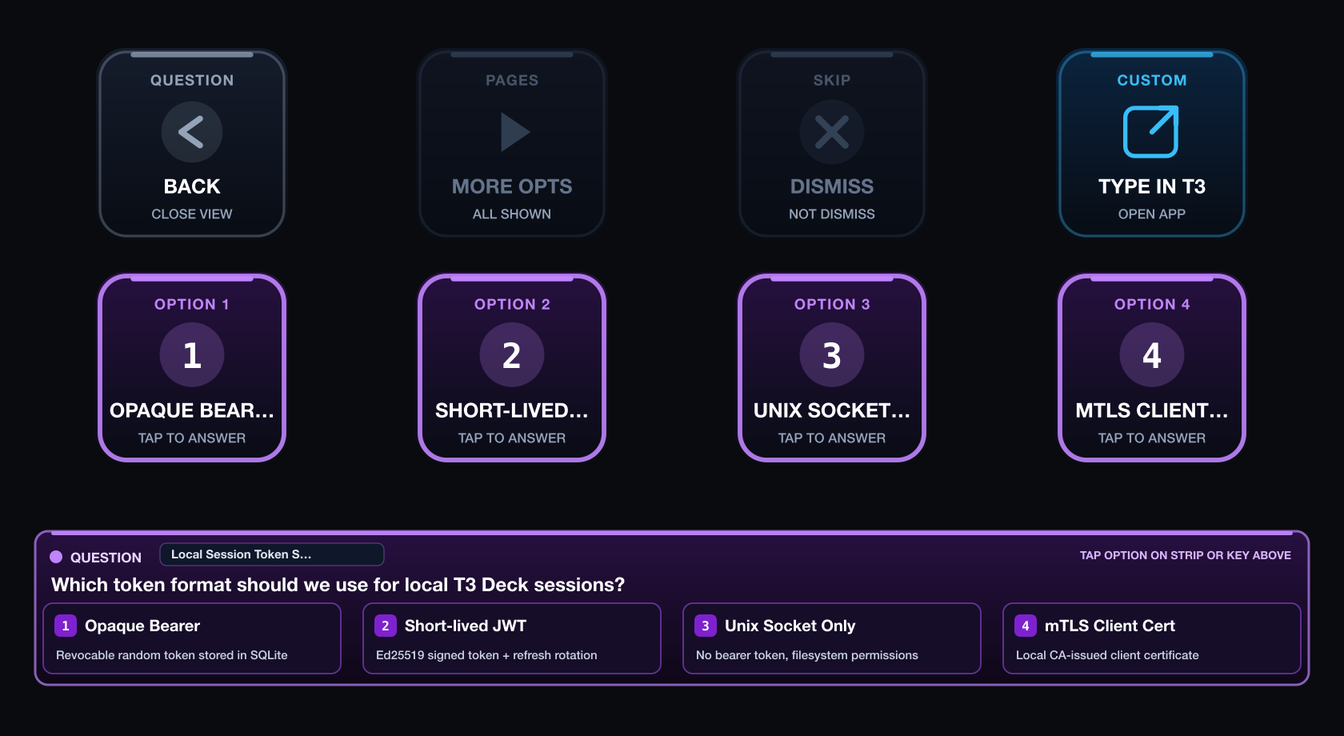 QUESTION
BACK
CLOSE VIEW
PAGES
MORE OPTS
ALL SHOWN
SKIP
DISMISS
NOT DISMISS
CUSTOM
TYPE IN T3
OPEN APP
OPTION 1
1
OPAQUE BEAR...
TAP TO ANSWER
OPTION 2
2
SHORT-LIVED...
TAP TO ANSWER
OPTION 3
3
UNIX SOCKET...
TAP TO ANSWER
OPTION 4
4
MTLS CLIENT...
TAP TO ANSWER
QUESTION
Local Session Token S...
TAP OPTION ON STRIP OR KEY ABOVE
Which token format should we use for local T3 Deck sessions?
1 Opaque Bearer
Revocable random token stored in SQLite
2 Short-lived JWT
Ed25519 signed token + refresh rotation
3 Unix Socket Only
No bearer token, filesystem permissions
4 mTLS Client Cert
Local CA-issued client certificate